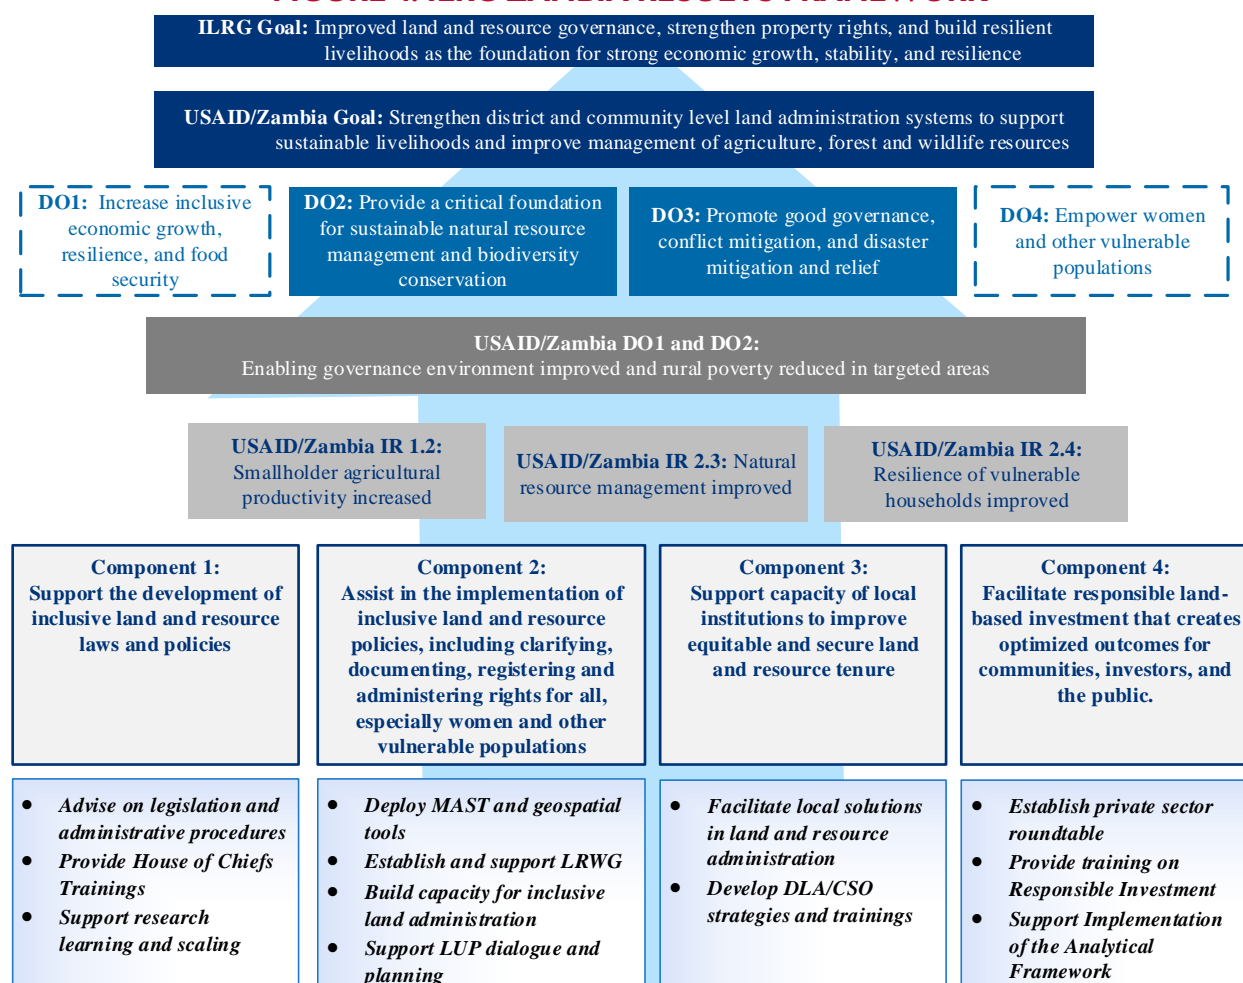 FIGURE 1. ILRG ZAMBIA RESULTS FRAMEWORK
ILRG Goal: Improved land and resource governance, strengthen property rights, and build resilient
livelihoods as the foundation for strong economic growth, stability, and resilience
USAID/Zambia Goal: Strengthen district and community level land administration systems to support
sustainable livelihoods and improve management of agriculture, forest and wildlife resources
DO1: Increase inclusive
economic growth,
resilience, and food
security
DO2: Provide a critical foundation
for sustainable natural resource
management and biodiversity
conservation
DO3: Promote good governance,
conflict mitigation, and disaster
mitigation and relief
DO4: Empower women
and other vulnerable
populations
USAID/Zambia DO1 and DO2:
Enabling governance environment improved and rural poverty reduced in targeted areas
USAID/Zambia IR 1.2:
Smallholder agricultural
productivity increased
USAID/Zambia IR 2.3: Natural
resource management improved
USAID/Zambia IR 2.4:
Resilience of vulnerable
households improved
Component 1:
Support the development of
inclusive land and resource
laws and policies
Component 2:
Assist in the implementation of
inclusive land and resource
policies, including clarifying,
documenting, registering and
administering rights for all,
especially women and other
vulnerable populations
Component 3:
Support capacity of local
institutions to improve
equitable and secure land
and resource tenure
Component 4:
Facilitate responsible land-
based investment that creates
optimized outcomes for
communities, investors, and
the public.
• Advise on legislation and
administrative procedures
• Provide House of Chiefs
Trainings
• Support research
learning and scaling
• Deploy MAST and geospatial
tools
• Establish and support LRWG
• Build capacity for inclusive
land administration
• Support LUP dialogue and
planning
• Facilitate local solutions
in land and resource
administration
• Develop DLA/CSO
strategies and trainings
• Establish private sector
roundtable
• Provide training on
Responsible Investment
• Support Implementation
of the Analytical
Framework